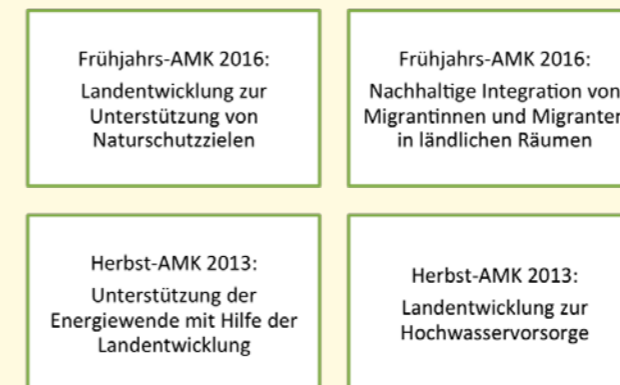 Frühjahrs-AMK 2016:
Landentwicklung zur
Unterstützung von
Naturschutzzielen
Frühjahrs-AMK 2016:
Nachhaltige Integration von
Migrantinnen und Migranten
in ländlichen Räumen
Herbst-AMK 2013:
Unterstützung der
Energiewende mit Hilfe der
Landentwicklung
Herbst-AMK 2013:
Landentwicklung zur
Hochwasservorsorge